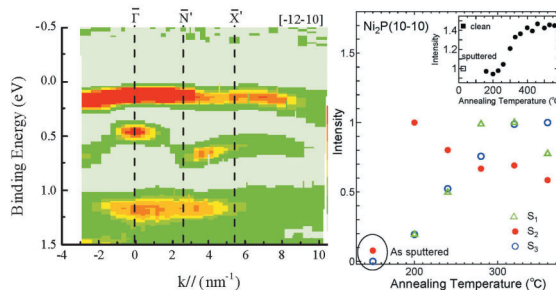 Γ̅ N̅' X̅' [-12-10]
-0.5
0.0
0.5
1.0
1.5
Binding Energy (eV)
-4 -2 0 2 4 6 8 10
k// (nm-1)
Ni2P(10-10)
1.5
1
0.5
0
Intensity
200 300
Annealing Temperature (°C)
As sputtered
S1
S2
S3
clean
sputtered
1.4
1.2
1
Intensity
0 200 400
Annealing Temperature (°C)